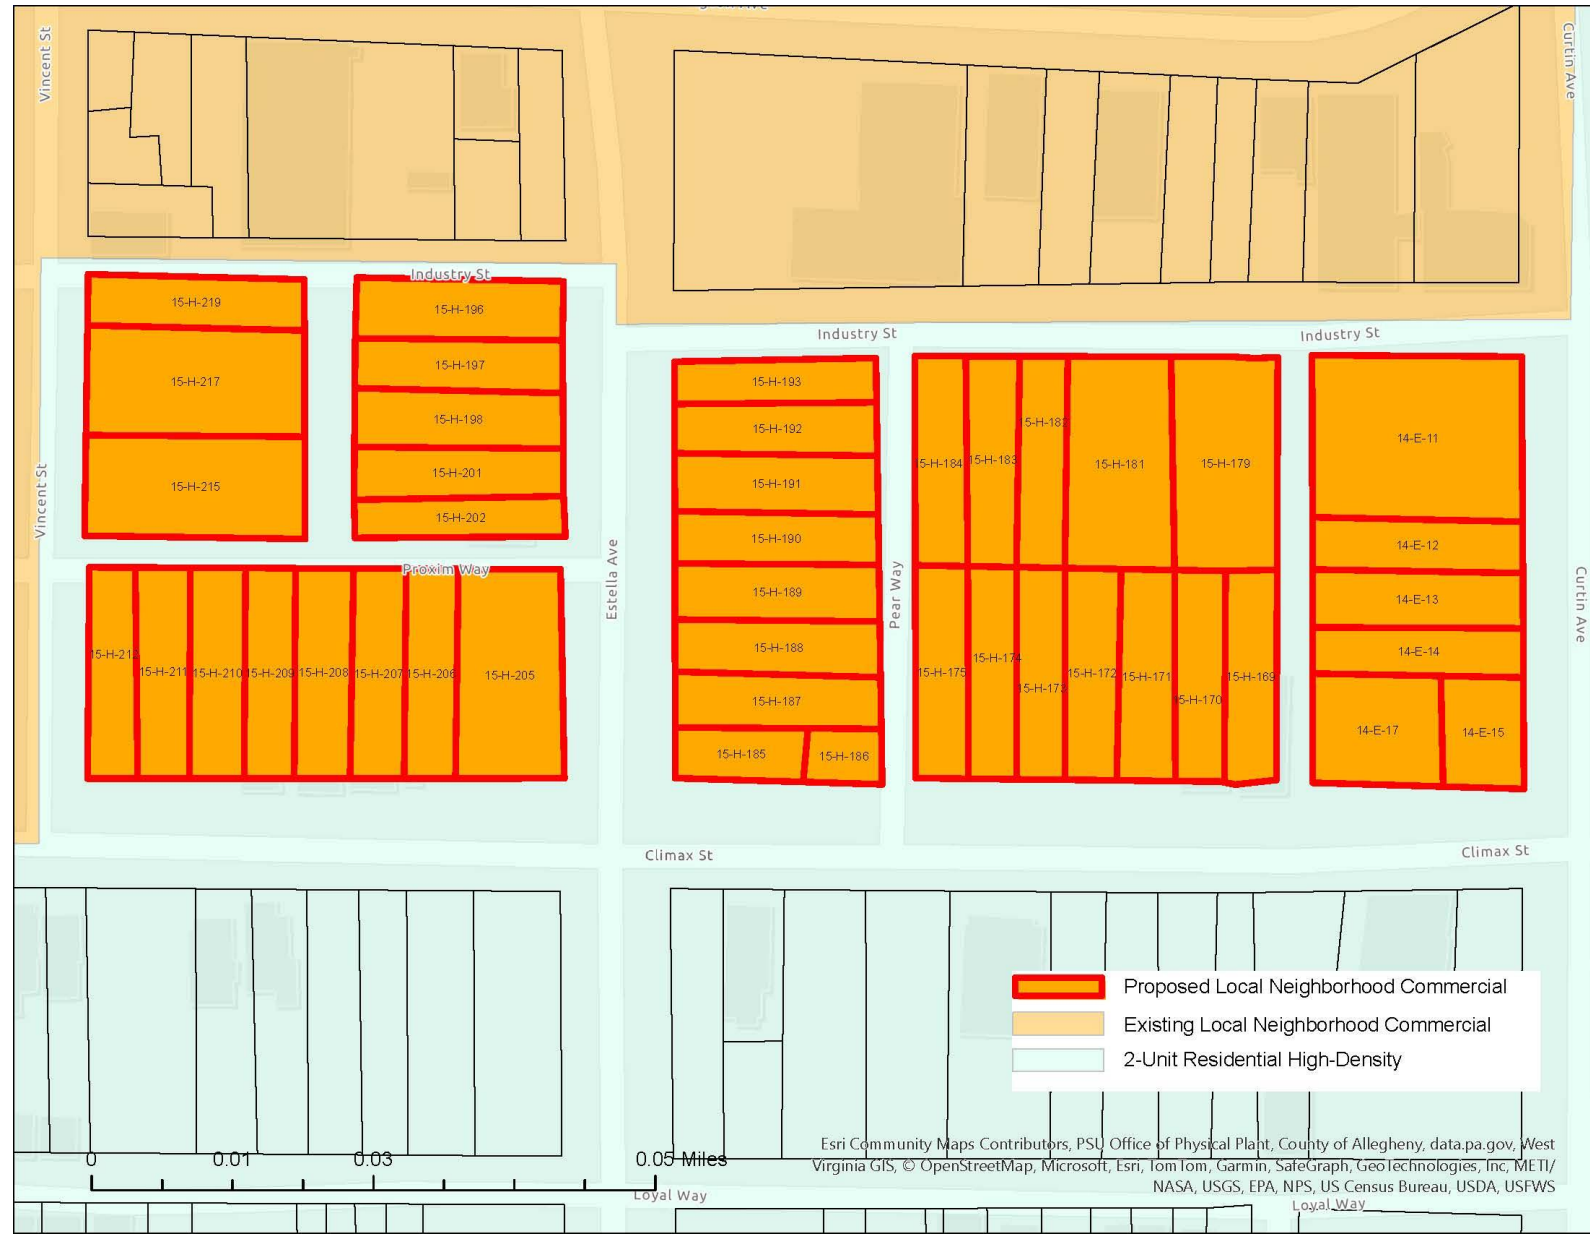 Vincent St
Curtin Ave
Industry St
15-H-219
15-H-196
Industry St
Industry St
15-H-197
15-H-217
15-H-193
15-H-198
15-H-192
15-H-182
14-E-11
15-H-184
15-H-183
15-H-181
15-H-179
15-H-201
15-H-191
15-H-215
Vincent St
15-H-202
15-H-190
14-E-12
Proxim Way
Estella Ave
Pear Way
15-H-189
14-E-13
Curtin Ave
15-H-212
15-H-211
15-H-210
15-H-209
15-H-208
15-H-207
15-H-206
15-H-205
15-H-188
14-E-14
15-H-175
15-H-174
15-H-173
15-H-172
15-H-171
15-H-170
15-H-169
15-H-187
14-E-17
14-E-15
15-H-185
15-H-186
Climax St
Climax St
Proposed Local Neighborhood Commercial
Existing Local Neighborhood Commercial
2-Unit Residential High-Density
0 0.01 0.03 0.05 Miles
Esri Community Maps Contributors, PSU Office of Physical Plant, County of Allegheny, data.pa.gov, West
Virginia GIS, © OpenStreetMap, Microsoft, Esri, TomTom, Garmin, SafeGraph, GeoTechnologies, Inc, METI/
NASA, USGS, EPA, NPS, US Census Bureau, USDA, USFWS
Loyal Way
Loyal Way